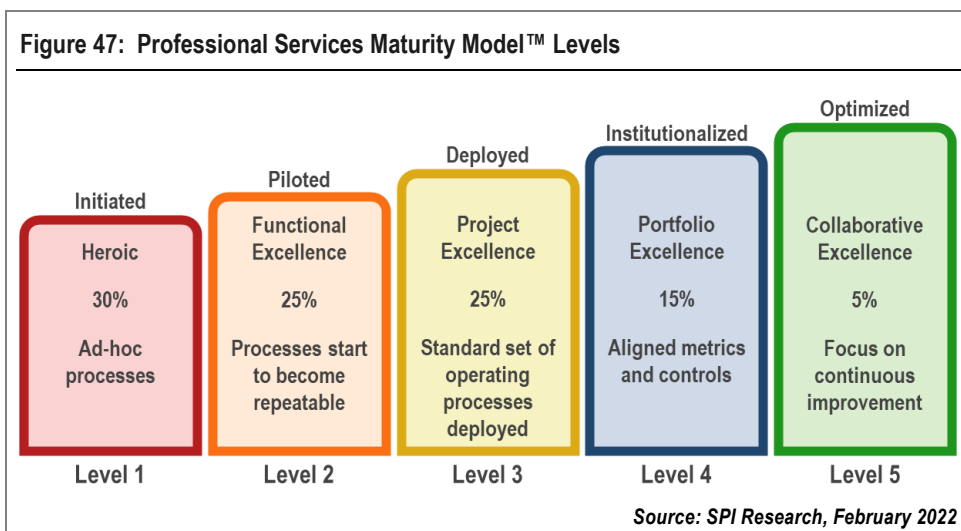 Figure 47: Professional Services Maturity Model™ Levels
Initiated
Heroic
30%
Ad-hoc
processes
Level 1
Piloted
Functional
Excellence
25%
Processes start
to become
repeatable
Level 2
Deployed
Project
Excellence
25%
Standard set of
operating
processes
deployed
Level 3
Institutionalized
Portfolio
Excellence
15%
Aligned metrics
and controls
Level 4
Optimized
Collaborative
Excellence
5%
Focus on
continuous
improvement
Level 5
Source: SPI Research, February 2022